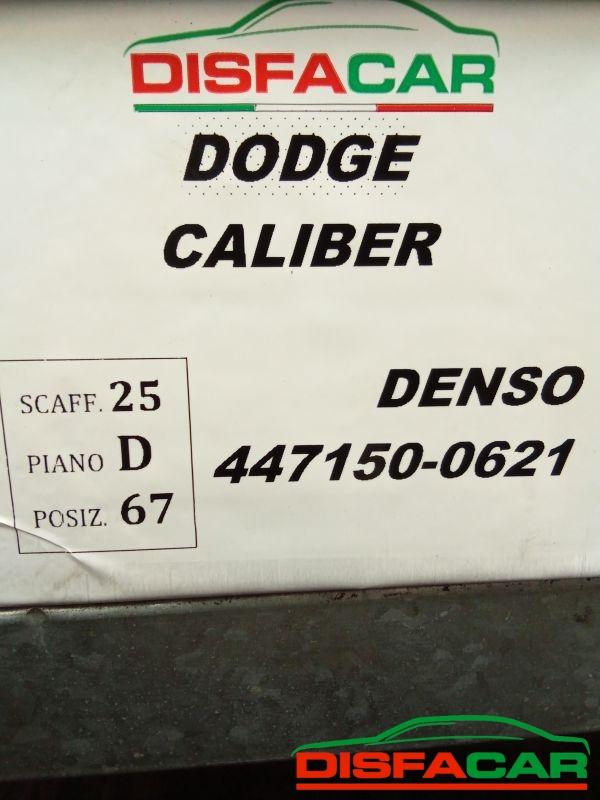 DISFACAR
DODGE
CALIBER
DENSO
447150-0621
SCAFF. 25
PIANO D
POSIZ. 67
DISFACAR